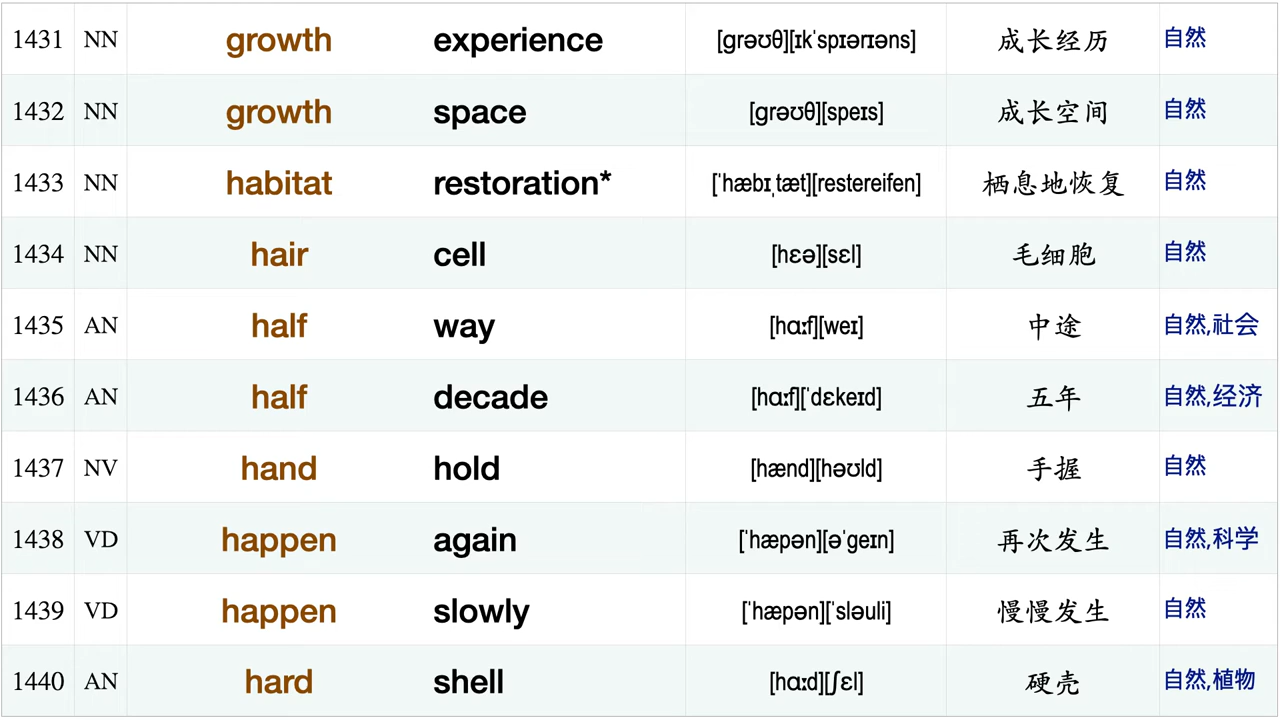 1431 NN growth experience [grəʊθ][ɪkˈspɪərɪəns] 成长经历 自然
1432 NN growth space [grəʊθ][speɪs] 成长空间 自然
1433 NN habitat restoration* [ˈhæbɪˌtæt][restereifen] 栖息地恢复 自然
1434 NN hair cell [hɛə][sɛl] 毛细胞 自然
1435 AN half way [hɑːf][weɪ] 中途 自然,社会
1436 AN half decade [hɑːf][ˈdɛkeɪd] 五年 自然,经济
1437 NV hand hold [hænd][həʊld] 手握 自然
1438 VD happen again [ˈhæpən][əˈgeɪn] 再次发生 自然,科学
1439 VD happen slowly [ˈhæpən][ˈsləuli] 慢慢发生 自然
1440 AN hard shell [hɑːd][ʃɛl] 硬壳 自然,植物